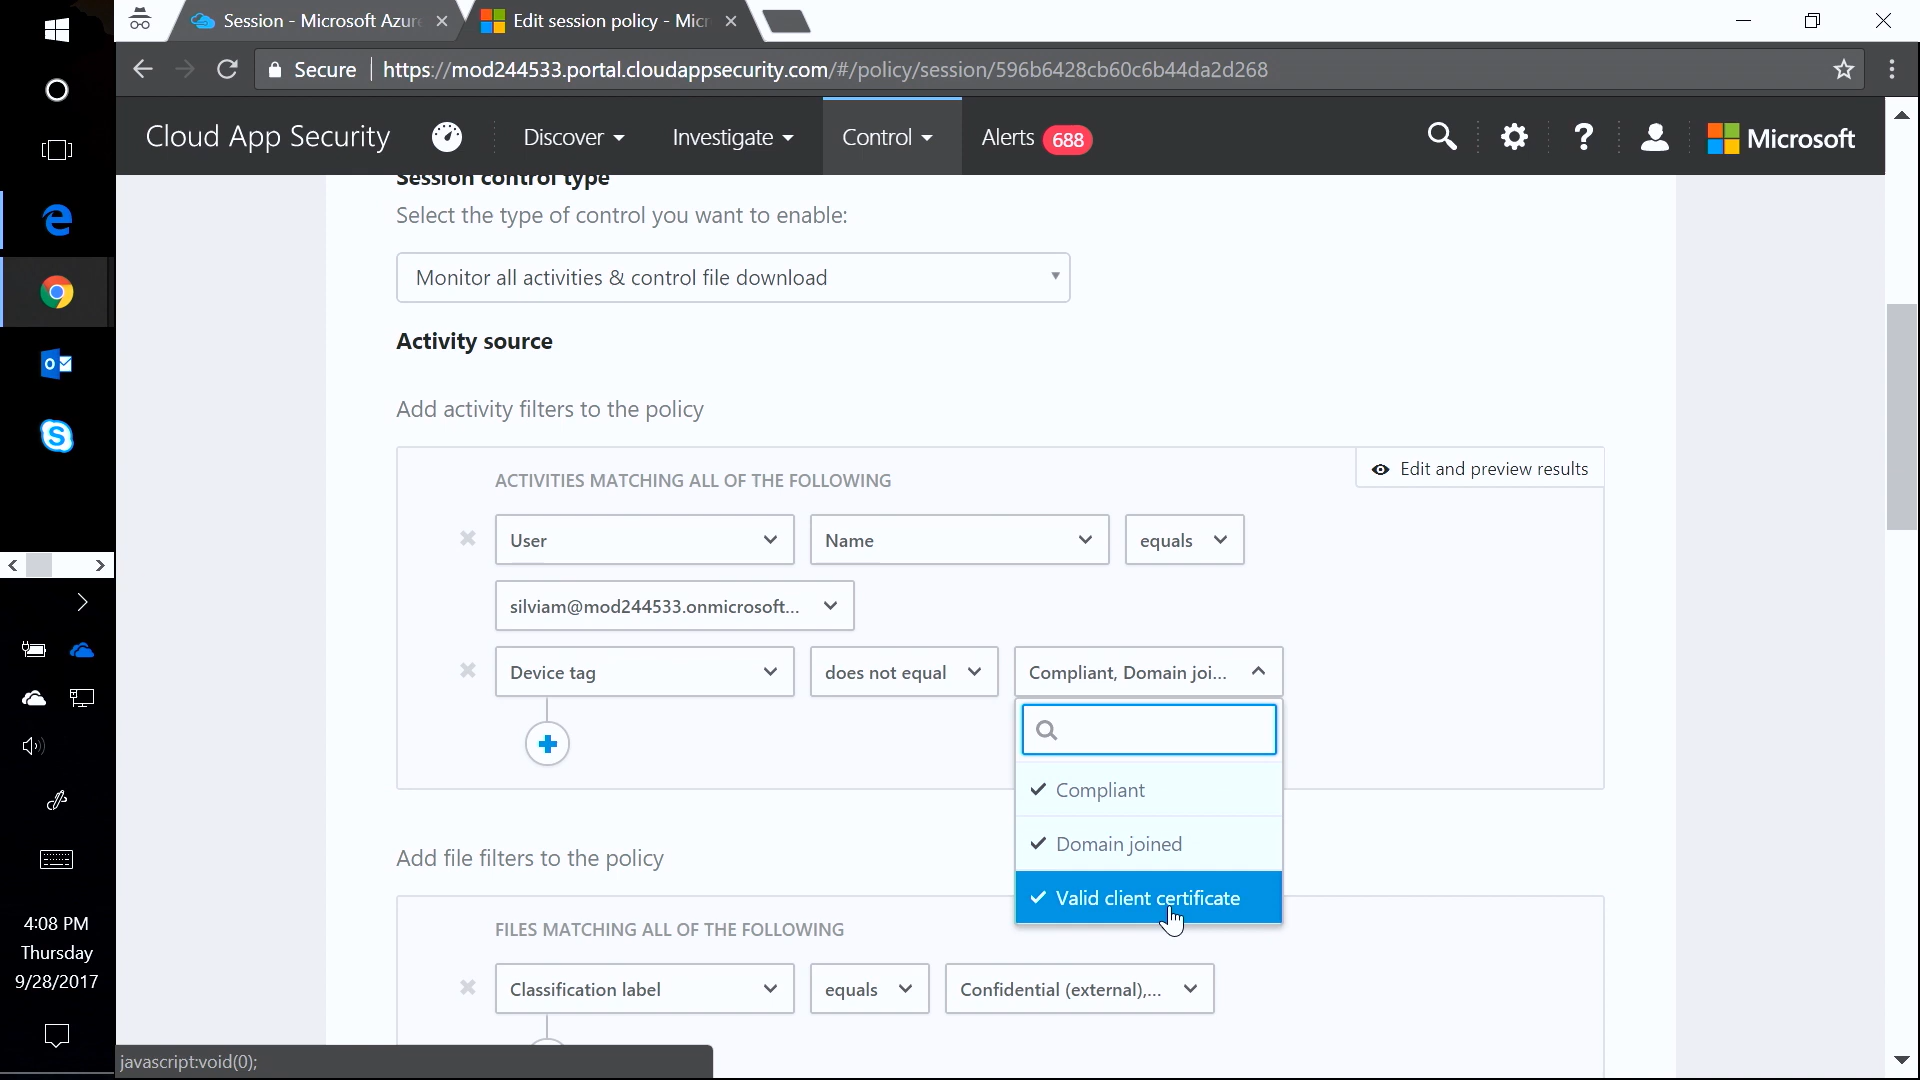 Session - Microsoft Azur
Edit session policy - Micr
Secure
https://mod244533.portal.cloudappsecurity.com/#/policy/session/596b6428cb60c6b44da2d268
Cloud App Security
Discover
Investigate
Control
Alerts 688
Microsoft
Session control type
Select the type of control you want to enable:
Monitor all activities & control file download
Activity source
Add activity filters to the policy
Edit and preview results
ACTIVITIES MATCHING ALL OF THE FOLLOWING
User
Name
equals
silviam@mod244533.onmicrosoft...
Device tag
does not equal
Compliant, Domain joi...
Compliant
Domain joined
Valid client certificate
Add file filters to the policy
FILES MATCHING ALL OF THE FOLLOWING
Classification label
equals
Confidential (external),...
4:08 PM
Thursday
9/28/2017
javascript:void(0);